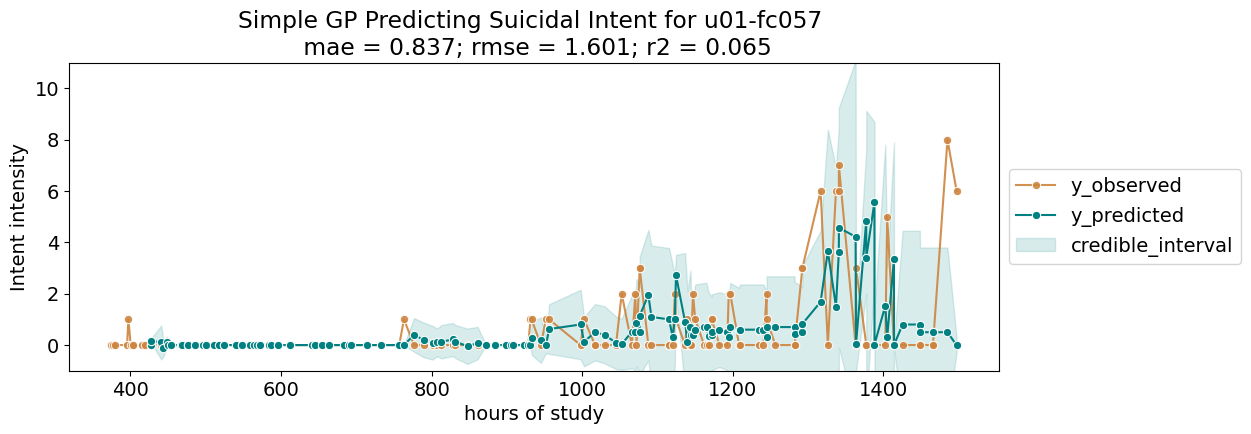 Simple GP Predicting Suicidal Intent for u01-fc057
mae = 0.837; rmse = 1.601; r2 = 0.065
Intent intensity
10
8
6
4
2
0
400
600
800
1000
1200
1400
hours of study
y_observed
y_predicted
credible_interval